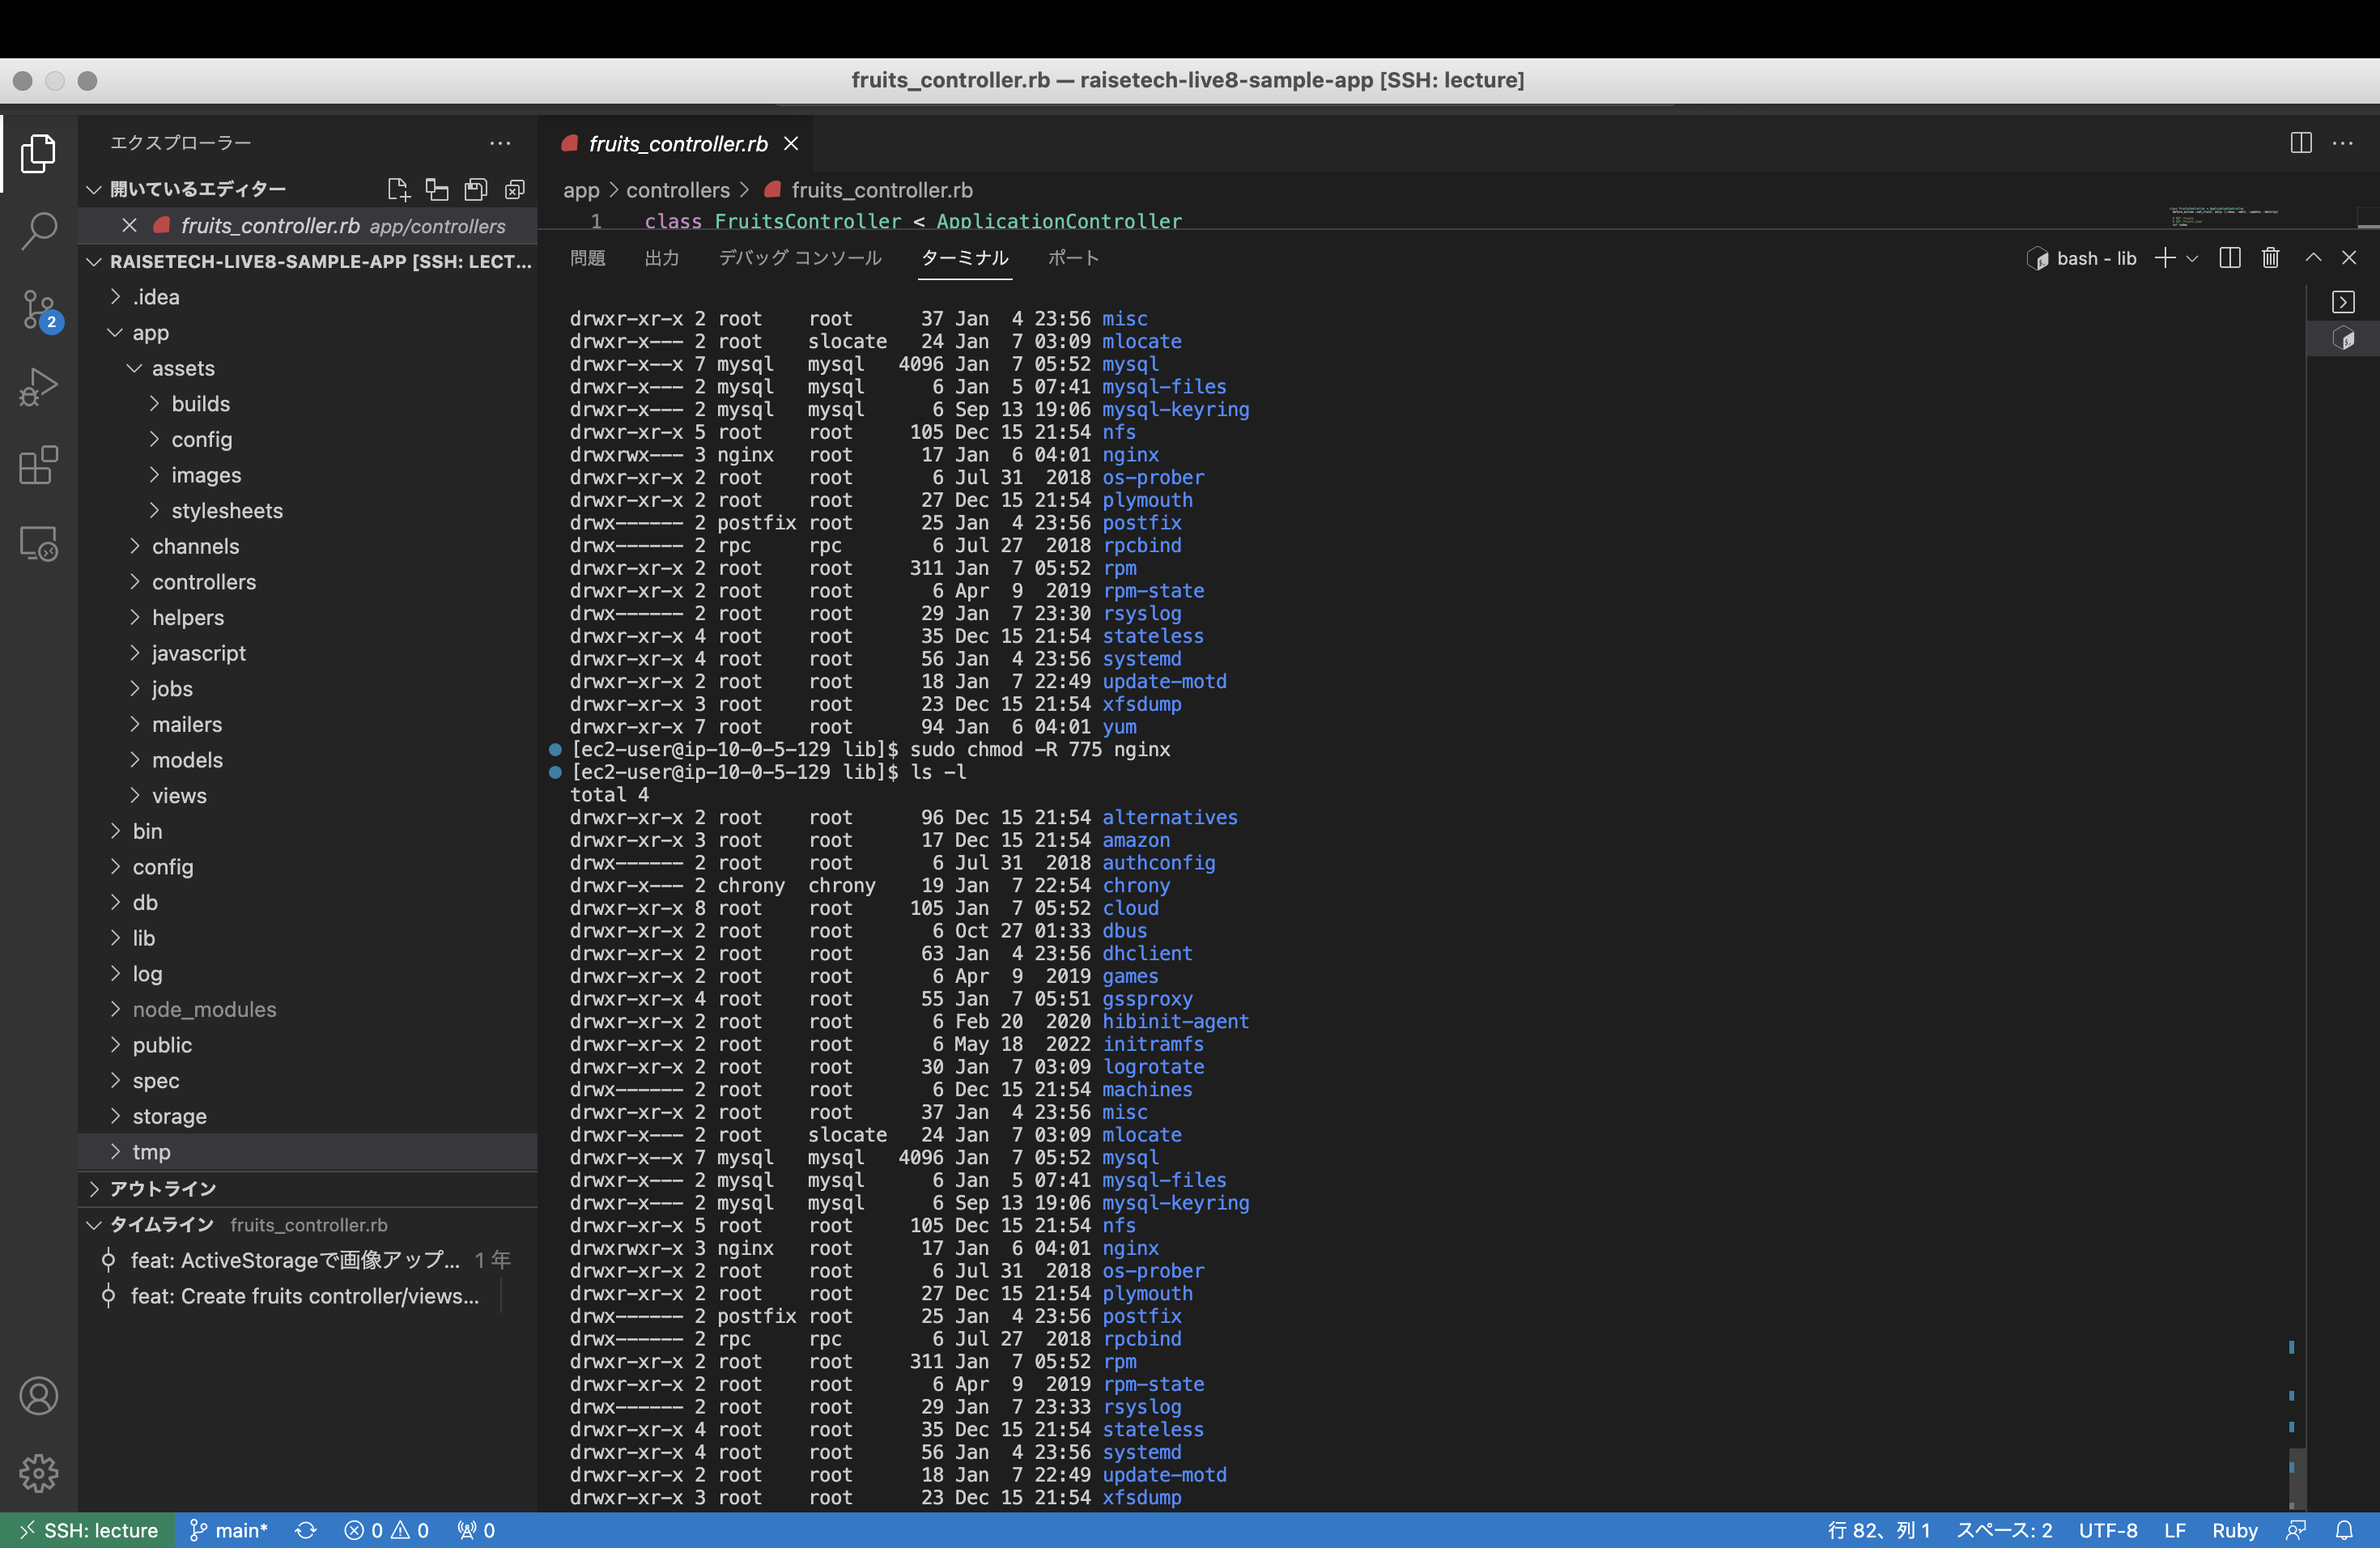 fruits_controller.rb — raisetech-live8-sample-app [SSH: lecture]
エクスプローラー
開いているエディター
fruits_controller.rb app/controllers
RAISETECH-LIVE8-SAMPLE-APP [SSH: LECT...
.idea
app
assets
builds
config
images
stylesheets
channels
controllers
helpers
javascript
jobs
mailers
models
views
bin
config
db
lib
log
node_modules
public
spec
storage
tmp
アウトライン
タイムライン fruits_controller.rb
feat: ActiveStorageで画像アップ... 1 年
feat: Create fruits controller/views...
2
fruits_controller.rb
app > controllers > fruits_controller.rb
1 class FruitsController < ApplicationController
問題 出力 デバッグ コンソール ターミナル ポート
bash - lib
drwxr-xr-x 2 root root 37 Jan 4 23:56 misc
drwxr-x--- 2 root slocate 24 Jan 7 03:09 mlocate
drwxr-x--x 7 mysql mysql 4096 Jan 7 05:52 mysql
drwxr-x--- 2 mysql mysql 6 Jan 5 07:41 mysql-files
drwxr-x--- 2 mysql mysql 6 Sep 13 19:06 mysql-keyring
drwxr-xr-x 5 root root 105 Dec 15 21:54 nfs
drwxrwx--- 3 nginx root 17 Jan 6 04:01 nginx
drwxr-xr-x 2 root root 6 Jul 31 2018 os-prober
drwxr-xr-x 2 root root 27 Dec 15 21:54 plymouth
drwx------ 2 postfix root 25 Jan 4 23:56 postfix
drwx------ 2 rpc rpc 6 Jul 27 2018 rpcbind
drwxr-xr-x 2 root root 311 Jan 7 05:52 rpm
drwxr-xr-x 2 root root 6 Apr 9 2019 rpm-state
drwx------ 2 root root 29 Jan 7 23:30 rsyslog
drwxr-xr-x 4 root root 35 Dec 15 21:54 stateless
drwxr-xr-x 4 root root 56 Jan 4 23:56 systemd
drwxr-xr-x 2 root root 18 Jan 7 22:49 update-motd
drwxr-xr-x 3 root root 23 Dec 15 21:54 xfsdump
drwxr-xr-x 7 root root 94 Jan 6 04:01 yum
[ec2-user@ip-10-0-5-129 lib]$ sudo chmod -R 775 nginx
[ec2-user@ip-10-0-5-129 lib]$ ls -l
total 4
drwxr-xr-x 2 root root 96 Dec 15 21:54 alternatives
drwxr-xr-x 3 root root 17 Dec 15 21:54 amazon
drwx------ 2 root root 6 Jul 31 2018 authconfig
drwxr-x--- 2 chrony chrony 19 Jan 7 22:54 chrony
drwxr-xr-x 8 root root 105 Jan 7 05:52 cloud
drwxr-xr-x 2 root root 6 Oct 27 01:33 dbus
drwxr-xr-x 2 root root 63 Jan 4 23:56 dhclient
drwxr-xr-x 2 root root 6 Apr 9 2019 games
drwxr-xr-x 4 root root 55 Jan 7 05:51 gssproxy
drwxr-xr-x 2 root root 6 Feb 20 2020 hibinit-agent
drwxr-xr-x 2 root root 6 May 18 2022 initramfs
drwxr-xr-x 2 root root 30 Jan 7 03:09 logrotate
drwx------ 2 root root 6 Dec 15 21:54 machines
drwxr-xr-x 2 root root 37 Jan 4 23:56 misc
drwxr-x--- 2 root slocate 24 Jan 7 03:09 mlocate
drwxr-x--x 7 mysql mysql 4096 Jan 7 05:52 mysql
drwxr-x--- 2 mysql mysql 6 Jan 5 07:41 mysql-files
drwxr-x--- 2 mysql mysql 6 Sep 13 19:06 mysql-keyring
drwxr-xr-x 5 root root 105 Dec 15 21:54 nfs
drwxrwxr-x 3 nginx root 17 Jan 6 04:01 nginx
drwxr-xr-x 2 root root 6 Jul 31 2018 os-prober
drwxr-xr-x 2 root root 27 Dec 15 21:54 plymouth
drwx------ 2 postfix root 25 Jan 4 23:56 postfix
drwx------ 2 rpc rpc 6 Jul 27 2018 rpcbind
drwxr-xr-x 2 root root 311 Jan 7 05:52 rpm
drwxr-xr-x 2 root root 6 Apr 9 2019 rpm-state
drwx------ 2 root root 29 Jan 7 23:33 rsyslog
drwxr-xr-x 4 root root 35 Dec 15 21:54 stateless
drwxr-xr-x 4 root root 56 Jan 4 23:56 systemd
drwxr-xr-x 2 root root 18 Jan 7 22:49 update-motd
drwxr-xr-x 3 root root 23 Dec 15 21:54 xfsdump
SSH: lecture main* 0 0 0 行 82、列 1 スペース: 2 UTF-8 LF Ruby